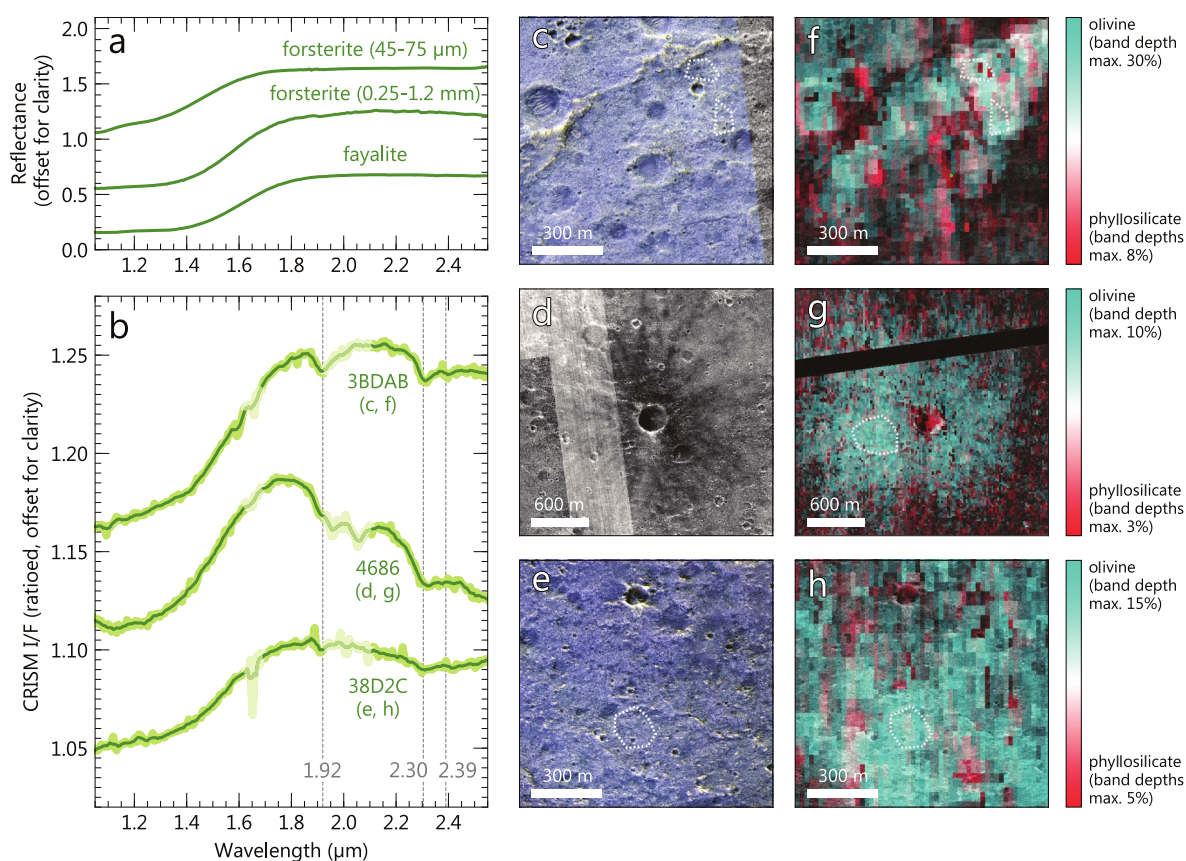 a
Reflectance
(offset for clarity)
2.0
1.5
1.0
0.5
0.0
forsterite (45-75 μm)
forsterite (0.25-1.2 mm)
fayalite
1.2 1.4 1.6 1.8 2.0 2.2 2.4
b
CRISM I/F (ratioed, offset for clarity)
1.25
1.20
1.15
1.10
1.05
3BDAB
(c, f)
4686
(d, g)
38D2C
(e, h)
1.92 2.30 2.39
1.2 1.4 1.6 1.8 2.0 2.2 2.4
Wavelength (μm)
c
300 m
f
300 m
olivine
(band depth
max. 30%)
phyllosilicate
(band depths
max. 8%)
d
600 m
g
600 m
olivine
(band depth
max. 10%)
phyllosilicate
(band depths
max. 3%)
e
300 m
h
300 m
olivine
(band depth
max. 15%)
phyllosilicate
(band depths
max. 5%)